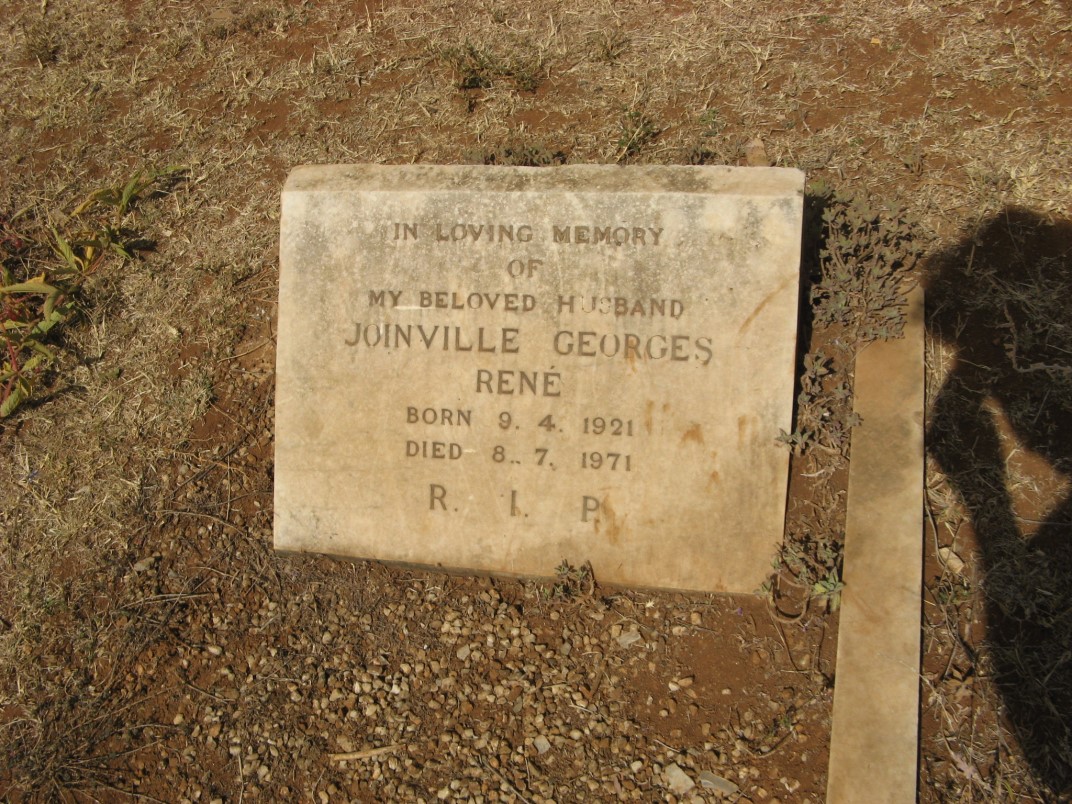 IN LOVING MEMORY
OF
MY BELOVED HUSBAND
JOINVILLE GEORGES
RENÉ
BORN 9. 4. 1921
DIED 8. 7. 1971
R. I. P